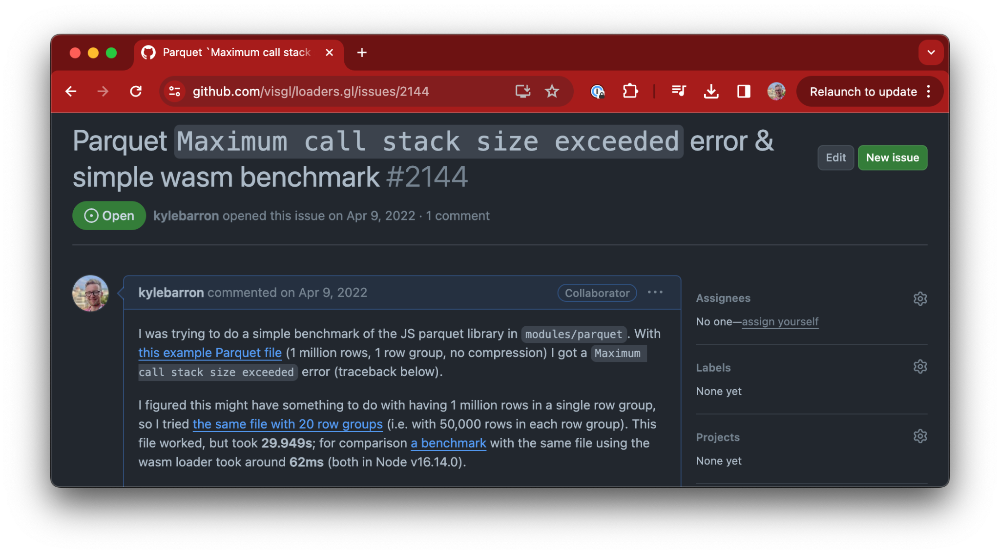 Parquet `Maximum call stack
github.com/visgl/loaders.gl/issues/2144
Relaunch to update
Parquet Maximum call stack size exceeded error &
simple wasm benchmark #2144
Edit
New issue
Open
kylebarron opened this issue on Apr 9, 2022 · 1 comment
kylebarron commented on Apr 9, 2022
Collaborator
I was trying to do a simple benchmark of the JS parquet library in modules/parquet. With
this example Parquet file (1 million rows, 1 row group, no compression) I got a Maximum
call stack size exceeded error (traceback below).
I figured this might have something to do with having 1 million rows in a single row group,
so I tried the same file with 20 row groups (i.e. with 50,000 rows in each row group). This
file worked, but took 29.949s; for comparison a benchmark with the same file using the
wasm loader took around 62ms (both in Node v16.14.0).
Assignees
No one—assign yourself
Labels
None yet
Projects
None yet